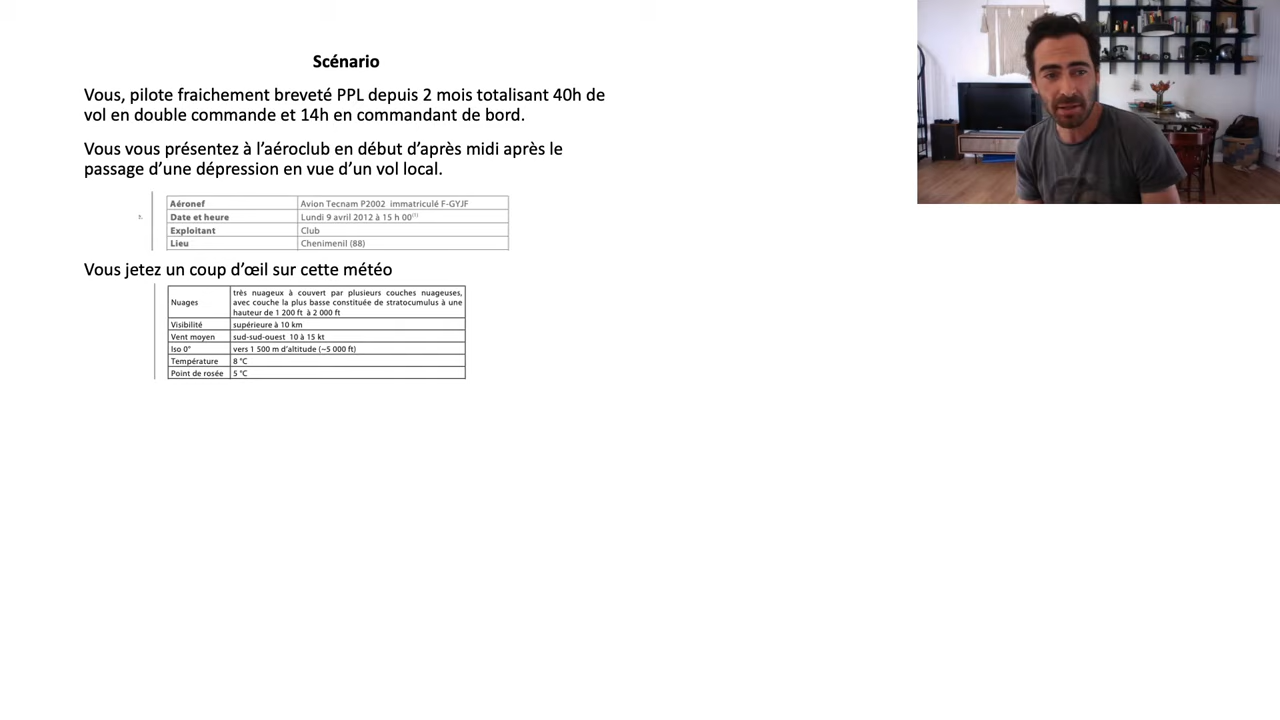 Scénario
Vous, pilote fraichement breveté PPL depuis 2 mois totalisant 40h de
vol en double commande et 14h en commandant de bord.
Vous vous présentez à l'aéroclub en début d'après midi après le
passage d'une dépression en vue d'un vol local.
Aéronef Avion Tecnam P2002 immatriculé F-GYJF
Date et heure Lundi 9 avril 2012 à 15 h 00(1)
Exploitant Club
Lieu Chenimenil (88)
Vous jetez un coup d'œil sur cette météo
Nuages très nuageux à couvert par plusieurs couches nuageuses,
avec couche la plus basse constituée de stratocumulus à une
hauteur de 1 200 ft à 2 000 ft
Visibilité supérieure à 10 km
Vent moyen sud-sud-ouest 10 à 15 kt
Iso 0° vers 1 500 m d'altitude (~5 000 ft)
Température 8 °C
Point de rosée 5 °C